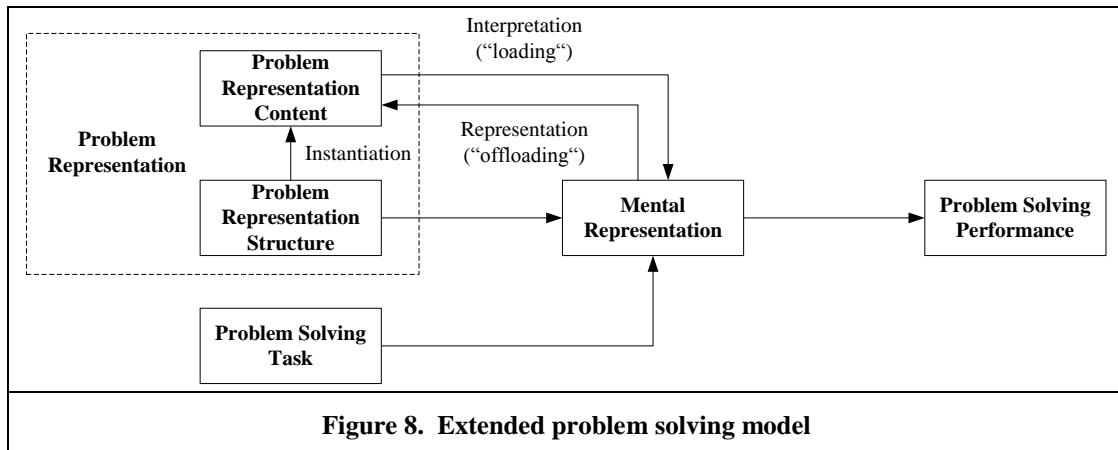 Interpretation
(“loading“)
Problem
Representation
Content
Problem
Representation
Representation
(“offloading“)
Instantiation
Problem
Representation
Structure
Mental
Representation
Problem Solving
Performance
Problem Solving
Task
Figure 8.  Extended problem solving model